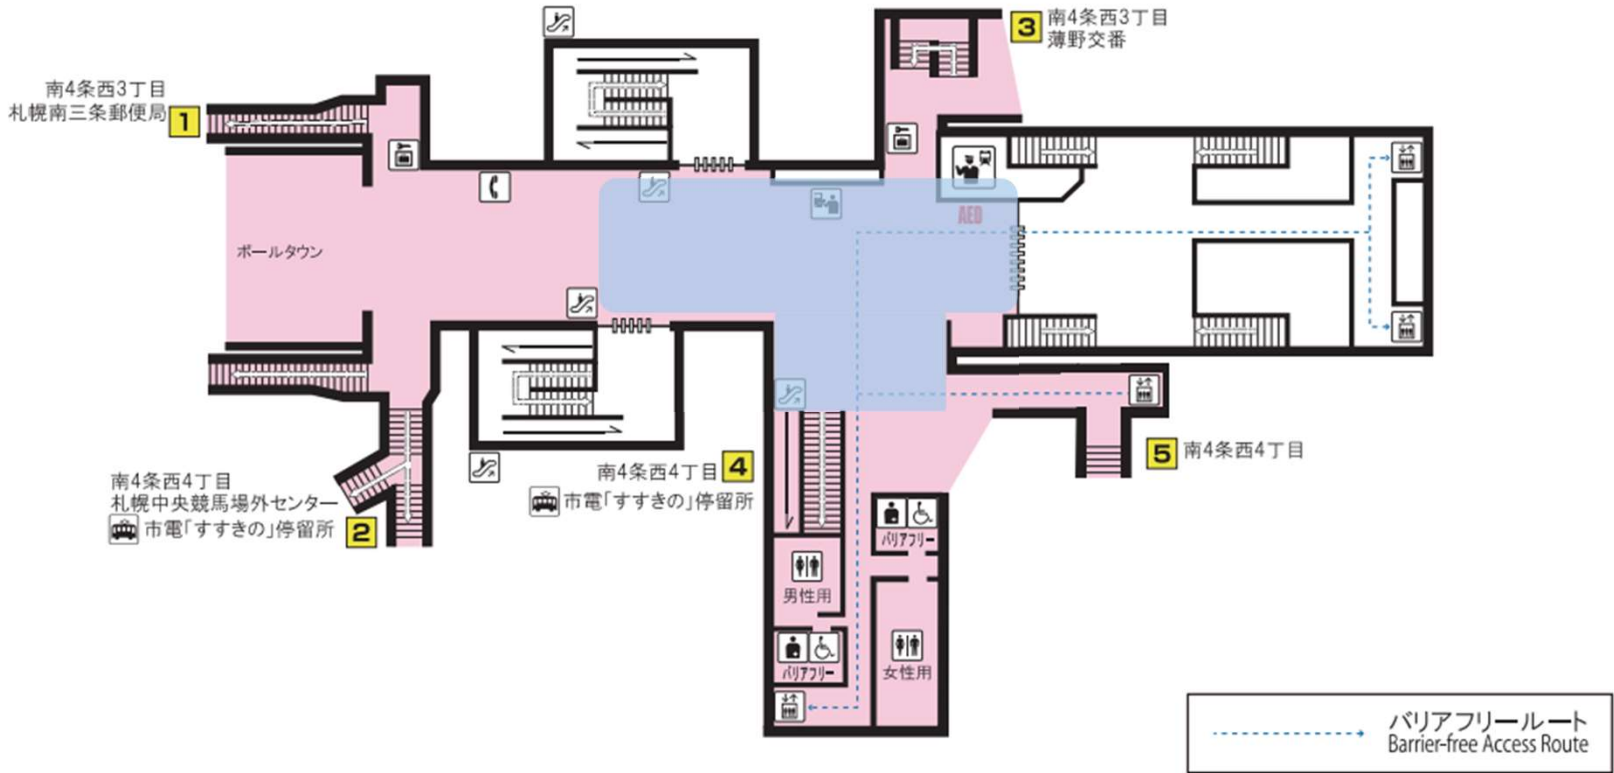 南4条西3丁目
札幌南三条郵便局
1
3
南4条西3丁目
薄野交番
AED
ポールタウン
南4条西4丁目
札幌中央競馬場外センター
市電「すすきの」停留所
2
南4条西4丁目
4
市電「すすきの」停留所
5
南4条西4丁目
バリアフリー
男性用
バリアフリー
女性用
バリアフリールート
Barrier-free Access Route